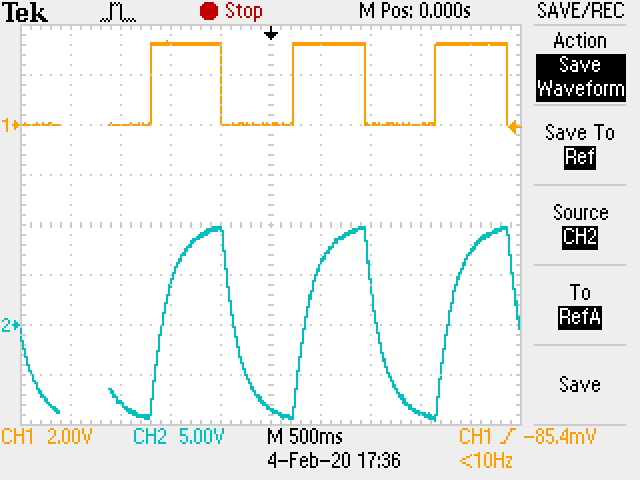 Tek Stop M Pos: 0.000s SAVE/REC
Action
Save
Waveform
1
Save To
Ref
Source
CH2
To
RefA
2
Save
CH1 2.00V CH2 5.00V M 500ms CH1 -85.4mV
4-Feb-20 17:36 <10Hz